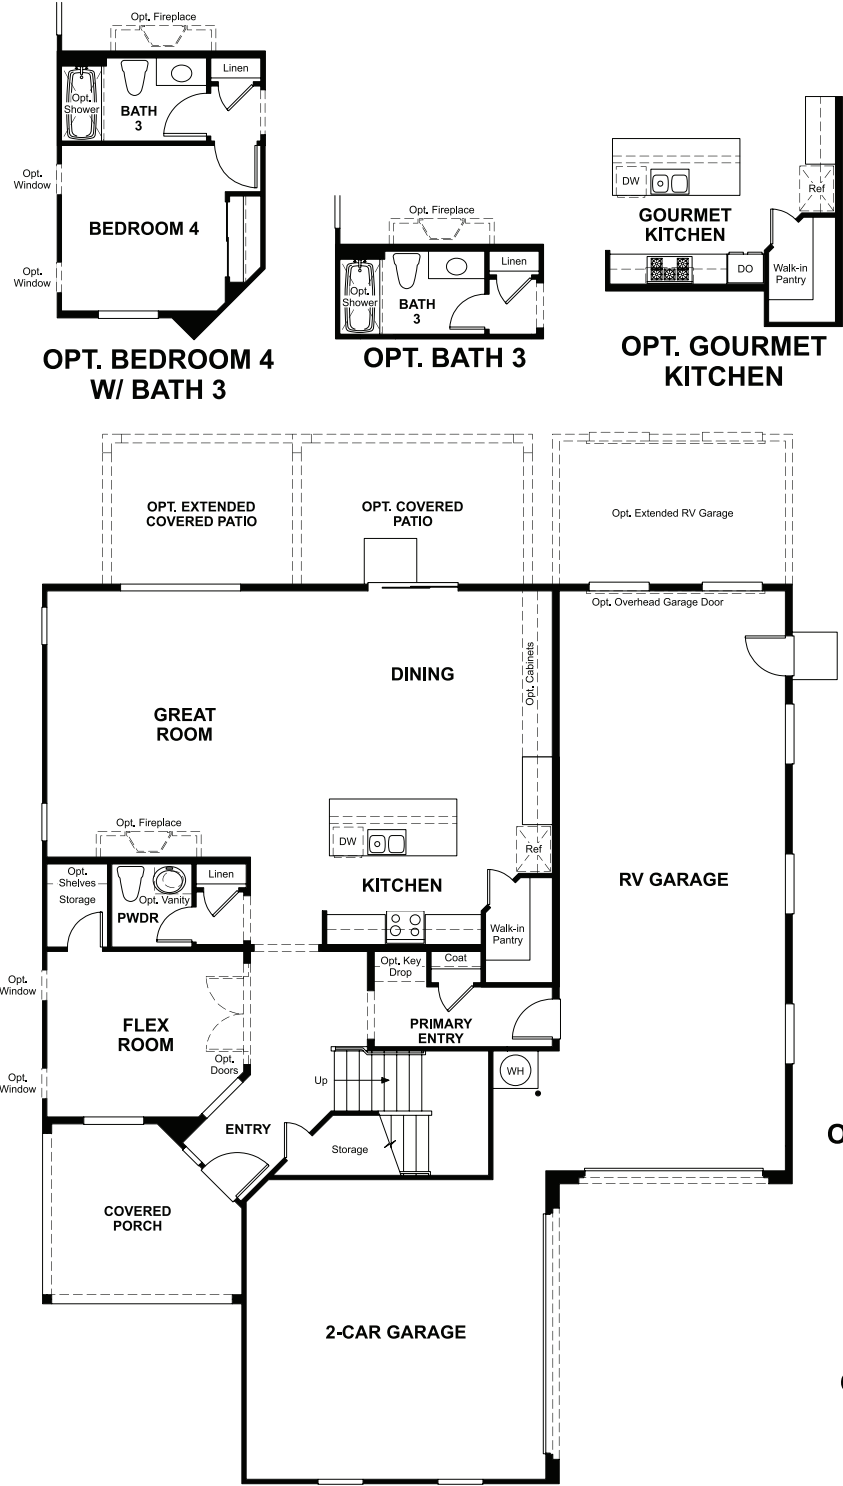 Opt. Fireplace
Linen
Opt.
Shower
BATH
3
Opt.
Window
BEDROOM 4
Opt.
Window
OPT. BEDROOM 4
W/ BATH 3
Opt. Fireplace
Linen
Opt.
Shower
BATH
3
OPT. BATH 3
DW
Ref
GOURMET
KITCHEN
DO
Walk-in
Pantry
OPT. GOURMET
KITCHEN
OPT. EXTENDED
COVERED PATIO
OPT. COVERED
PATIO
Opt. Extended RV Garage
Opt. Overhead Garage Door
DINING
Opt. Cabinets
GREAT
ROOM
Opt. Fireplace
DW
Ref
KITCHEN
RV GARAGE
Opt.
Shelves
Storage
Opt. Vanity
PWDR
Linen
Walk-in
Pantry
Opt. Key
Drop
Coat
Opt.
Window
FLEX
ROOM
PRIMARY
ENTRY
Opt.
Doors
Opt.
Window
Up
WH
ENTRY
Storage
COVERED
PORCH
2-CAR GARAGE
O